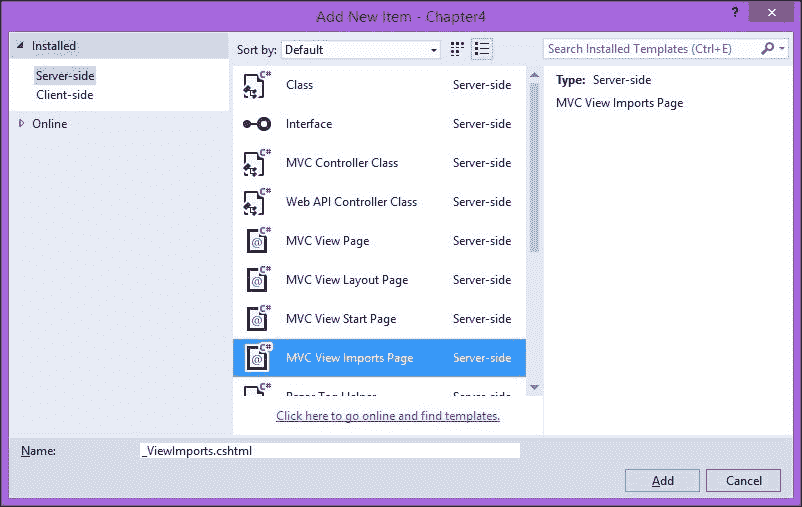 Add New Item - Chapter4
?
Installed
Server-side
Client-side
Online
Sort by: Default
Search Installed Templates (Ctrl+E)
C# Class Server-side
Interface Server-side
C# MVC Controller Class Server-side
C# Web API Controller Class Server-side
C# @ MVC View Page Server-side
C# @ MVC View Layout Page Server-side
C# @ MVC View Start Page Server-side
C# @ MVC View Imports Page Server-side
C# Razor Tag Helper Server-side
Click here to go online and find templates.
Type: Server-side
MVC View Imports Page
Name: _ViewImports.cshtml
Add
Cancel